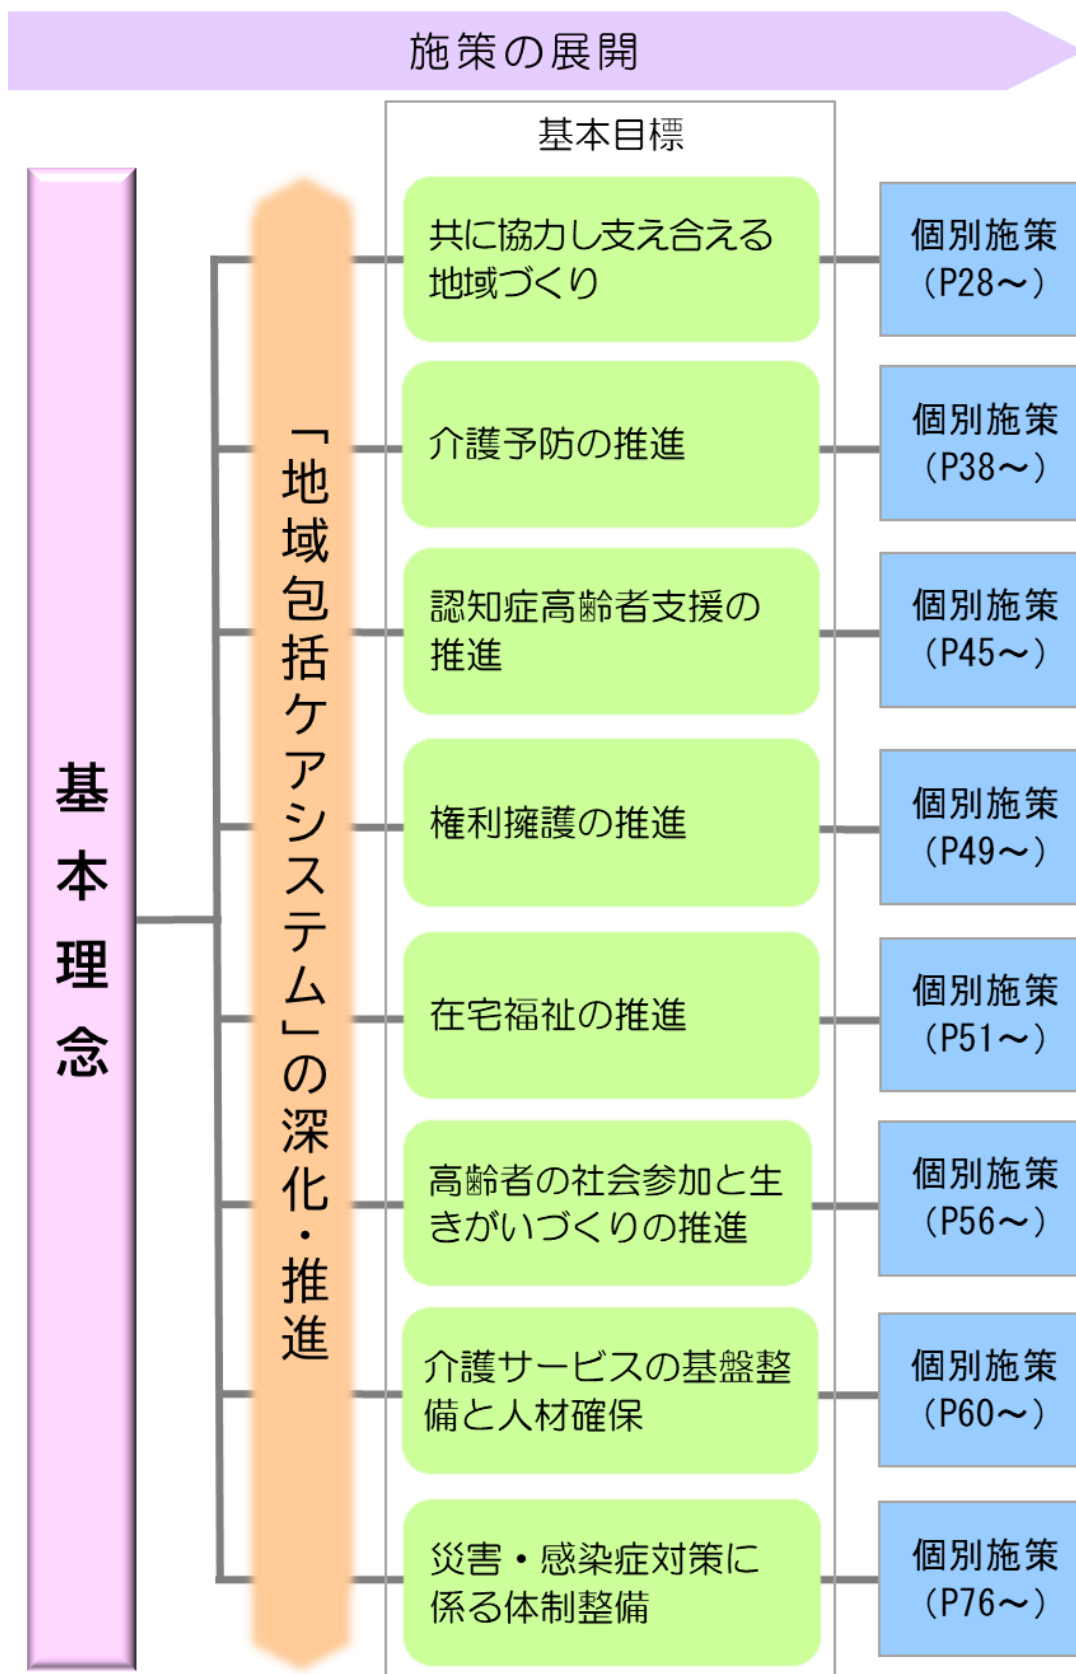 施策の展開
基本目標
基本理念
「地域包括ケアシステム」の深化・推進
共に協力し支え合える
地域づくり
個別施策
（P28～）
介護予防の推進
個別施策
（P38～）
認知症高齢者支援の
推進
個別施策
（P45～）
権利擁護の推進
個別施策
（P49～）
在宅福祉の推進
個別施策
（P51～）
高齢者の社会参加と生
きがいづくりの推進
個別施策
（P56～）
介護サービスの基盤整
備と人材確保
個別施策
（P60～）
災害・感染症対策に
係る体制整備
個別施策
（P76～）